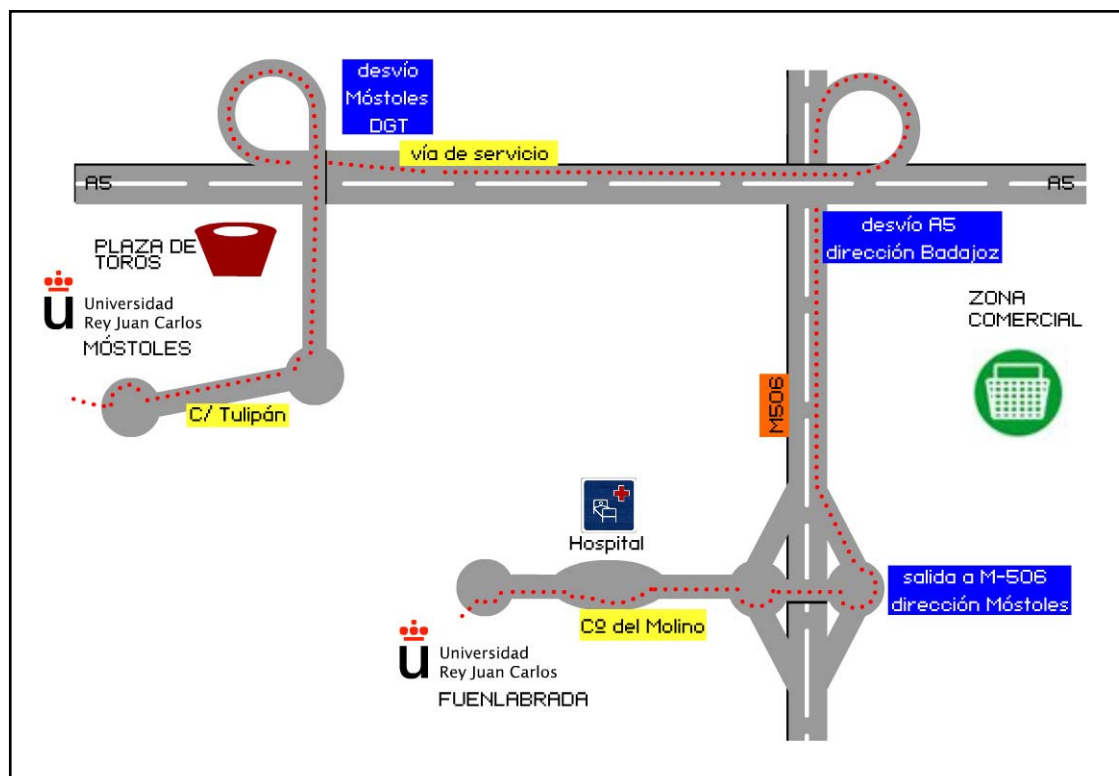 desvío
Móstoles
DGT
vía de servicio
A5
A5
PLAZA DE
TOROS
desvío A5
dirección Badajoz
Universidad
Rey Juan Carlos
MÓSTOLES
ZONA
COMERCIAL
C/ Tulipán
M506
Hospital
salida a M-506
dirección Móstoles
Cº del Molino
u
Universidad
Rey Juan Carlos
FUENLABRADA
u